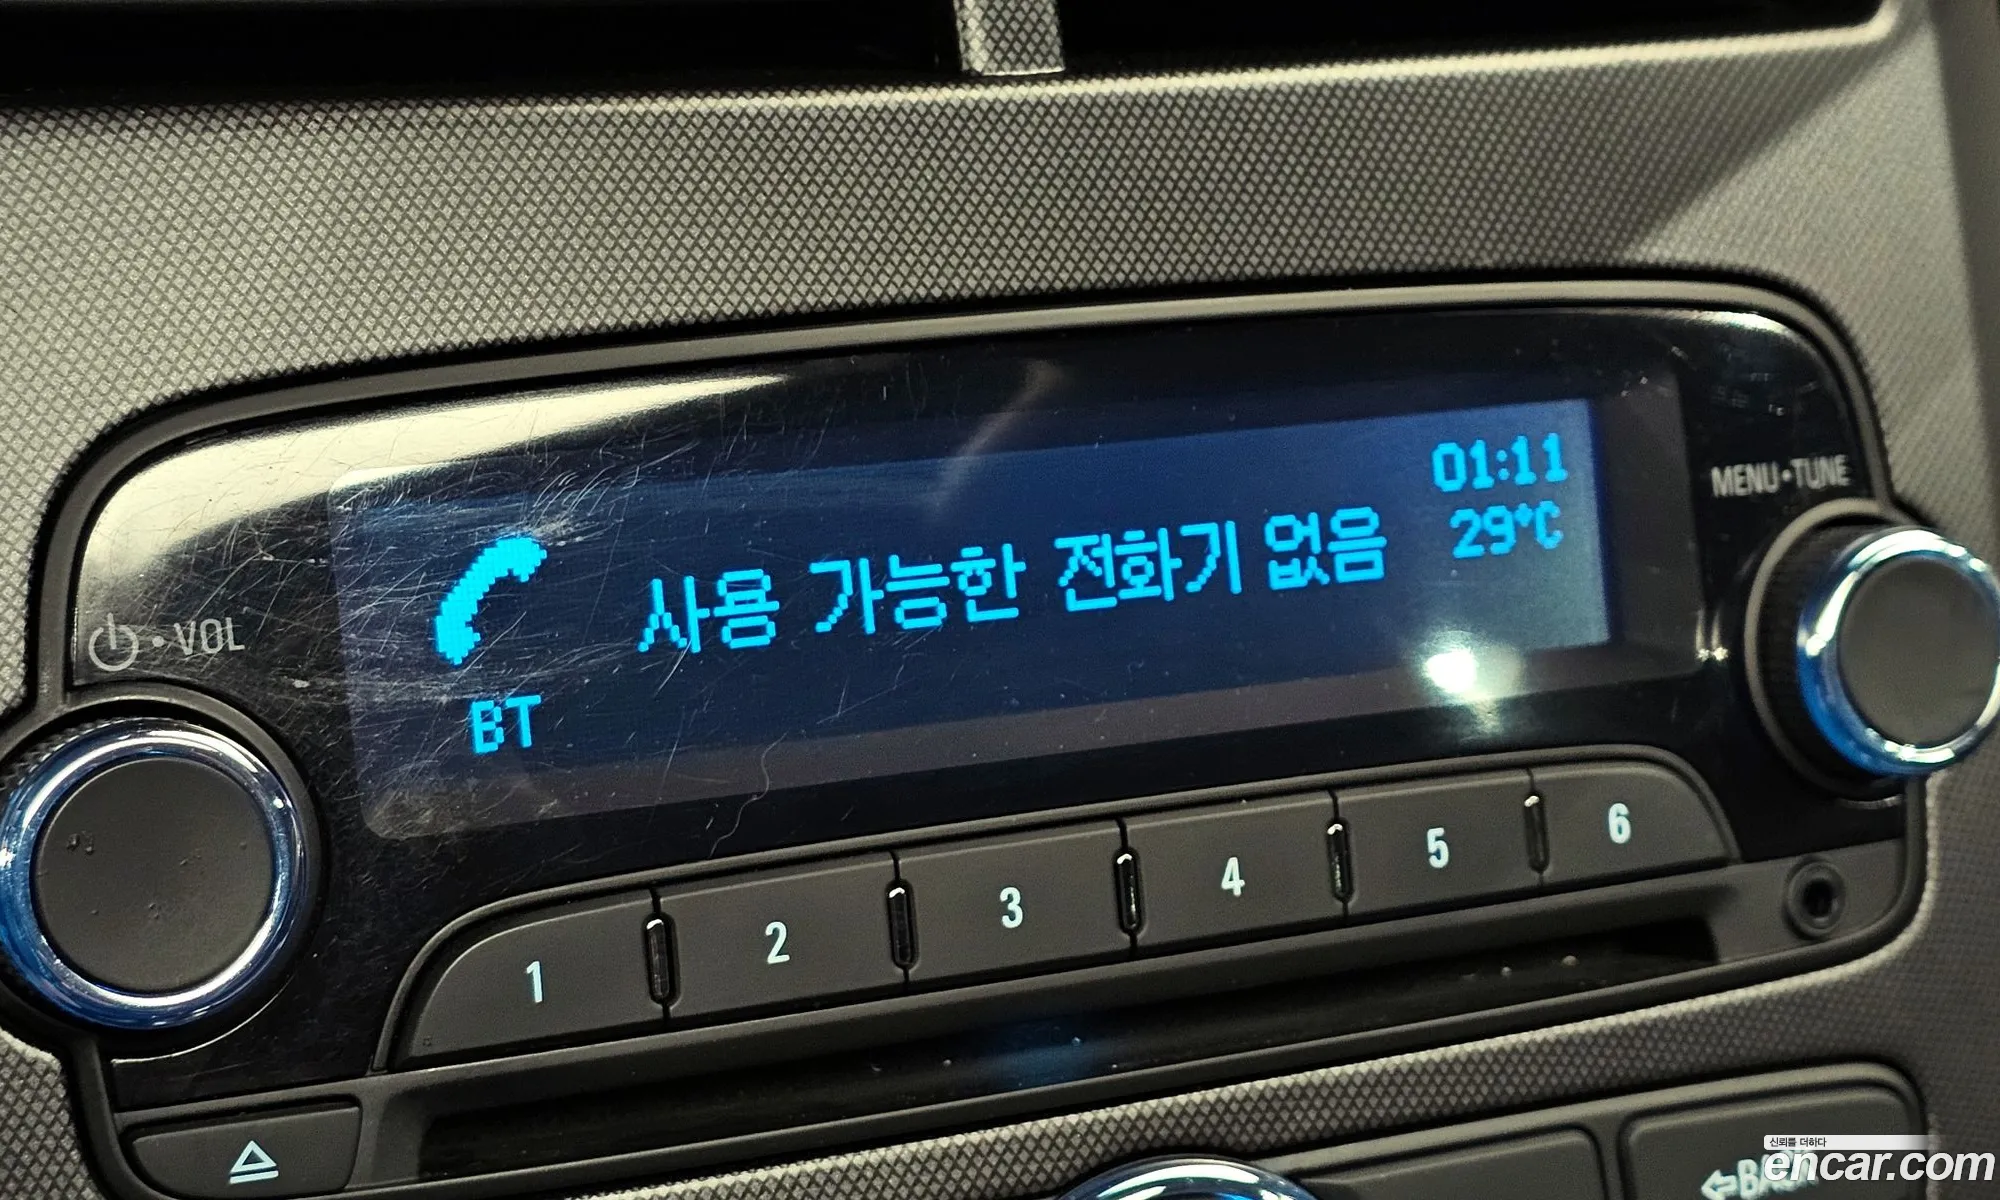 01:11
29°C
사용 가능한 전화기 없음
BT
VOL
MENU•TUNE
1
2
3
4
5
6
신뢰를 더하다
encar.com